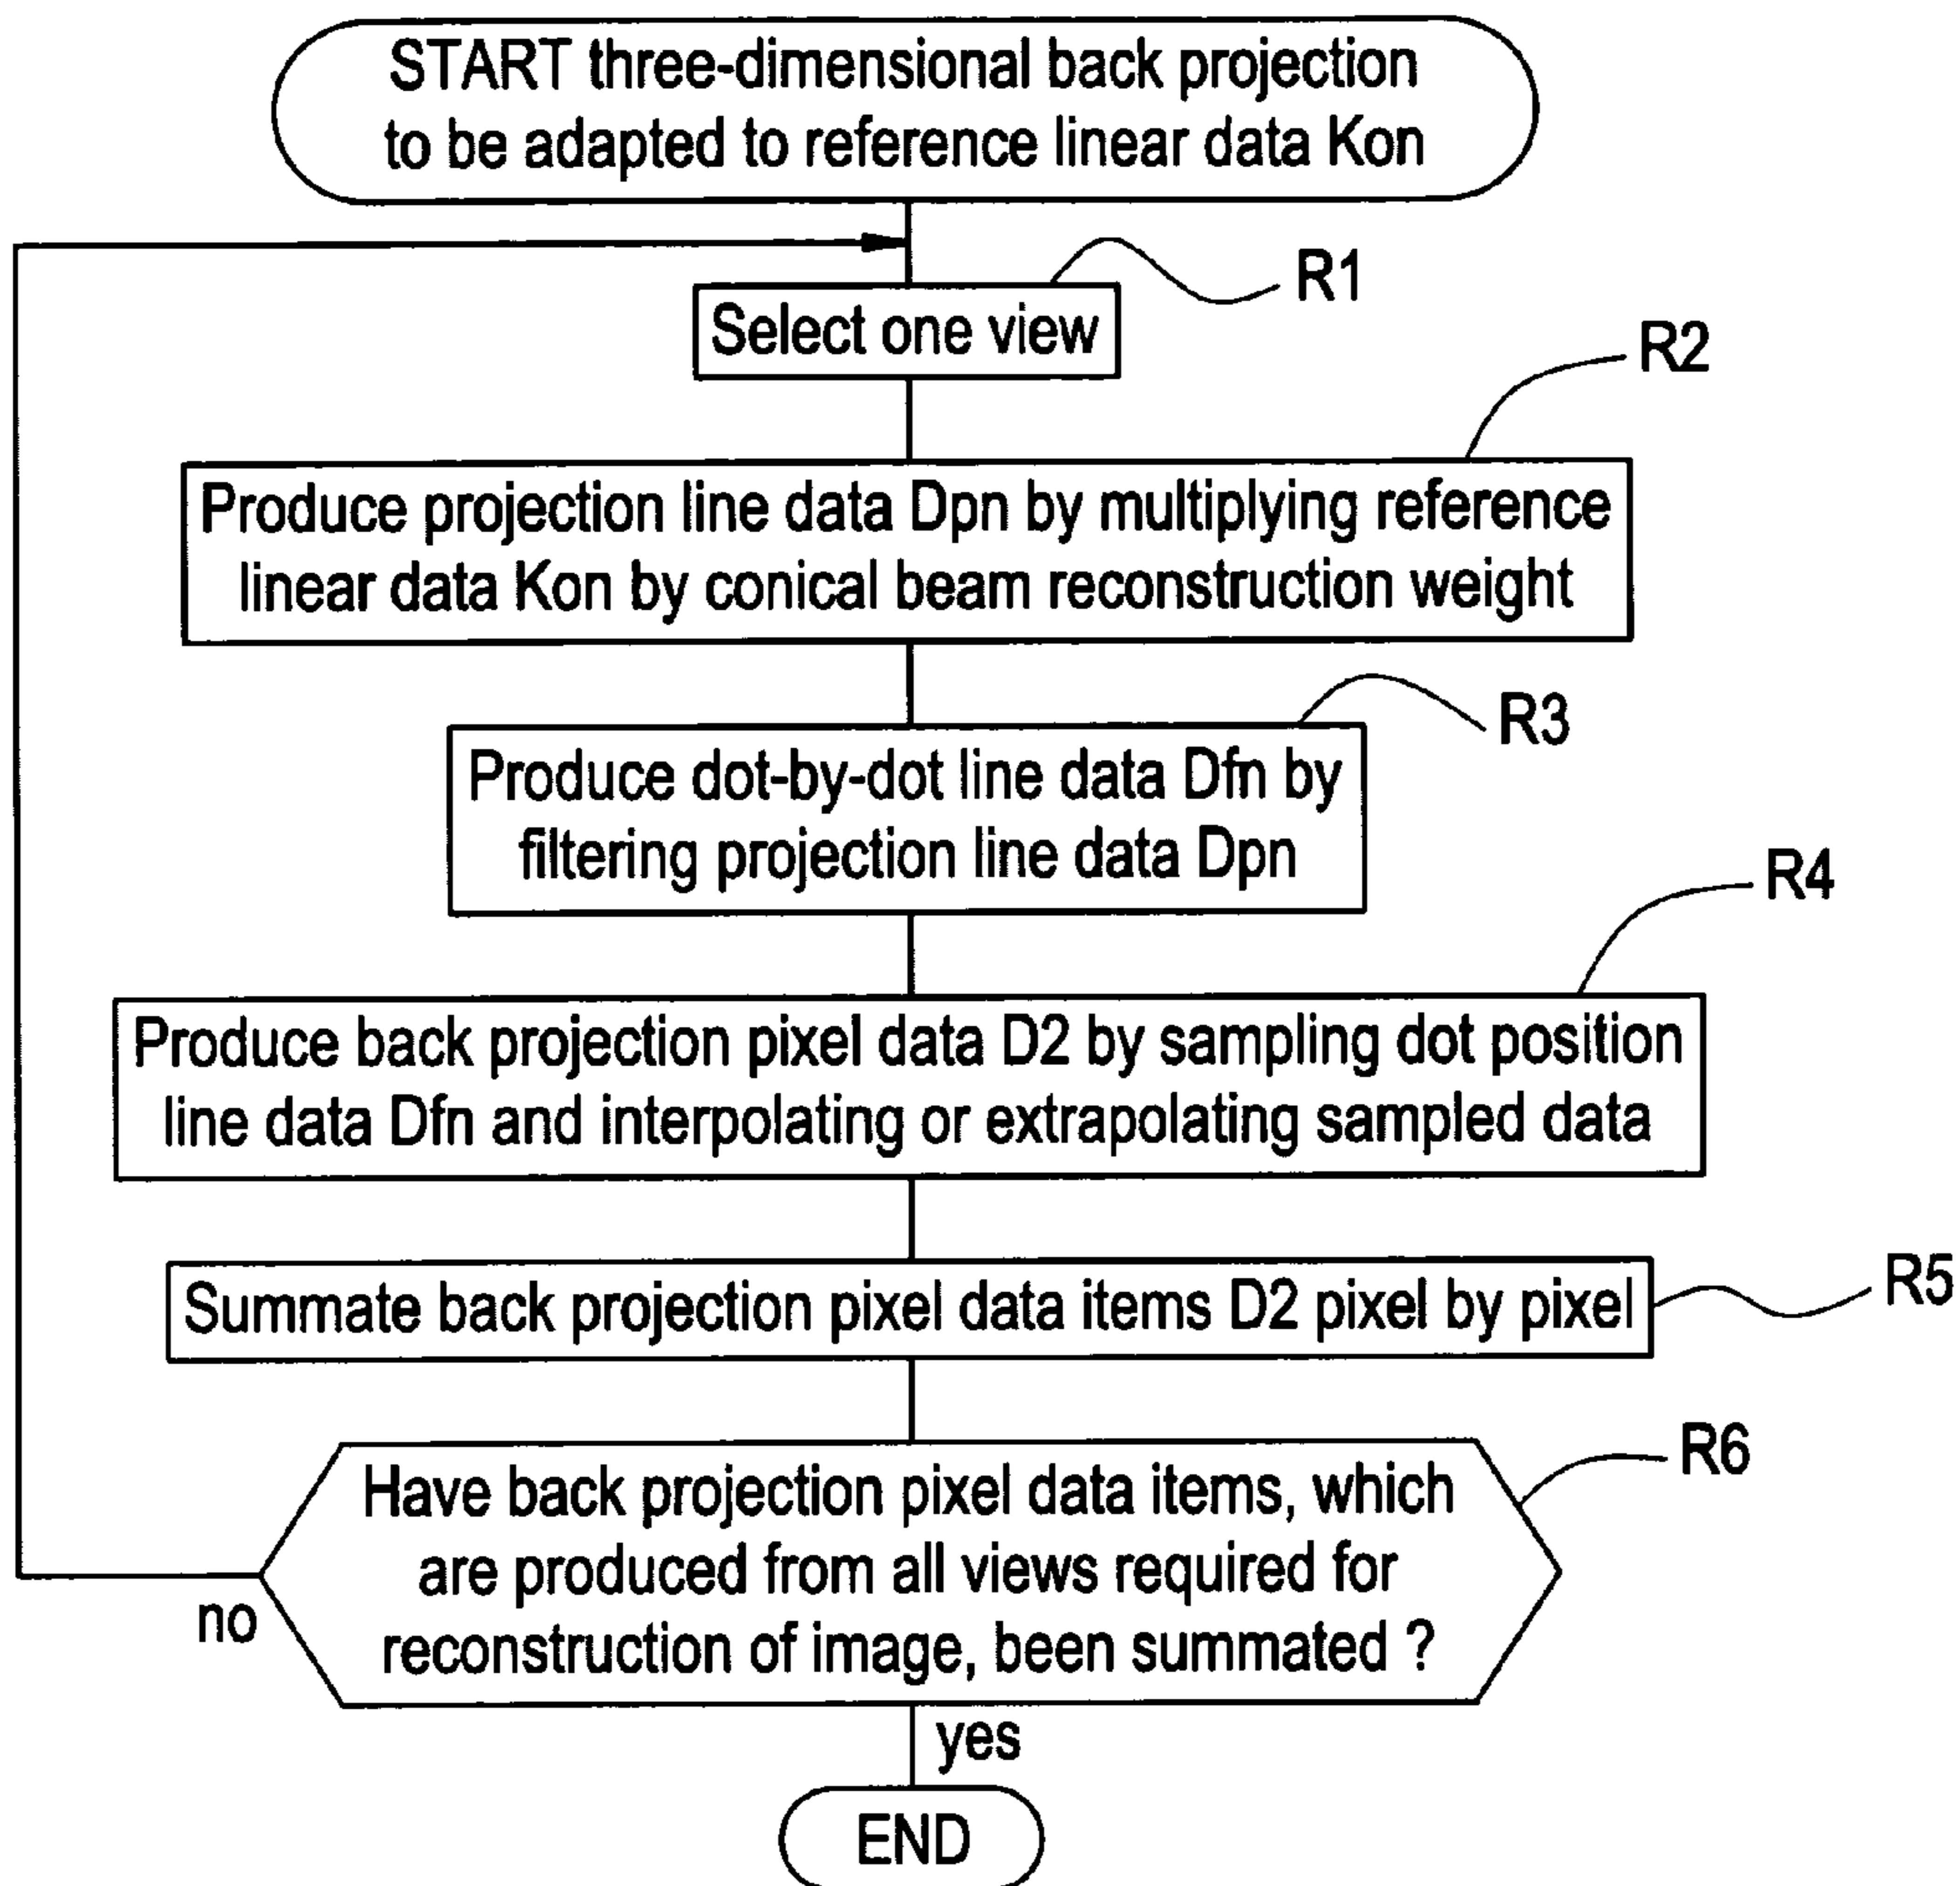 START three-dimensional back projection
to be adapted to reference linear data Kon
R1
Select one view
R2
Produce projection line data Dpn by multiplying reference
linear data Kon by conical beam reconstruction weight
R3
Produce dot-by-dot line data Dfn by
filtering projection line data Dpn
R4
Produce back projection pixel data D2 by sampling dot position
line data Dfn and interpolating or extrapolating sampled data
R5
Summate back projection pixel data items D2 pixel by pixel
R6
Have back projection pixel data items, which
are produced from all views required for
reconstruction of image, been summated ?
no
yes
END